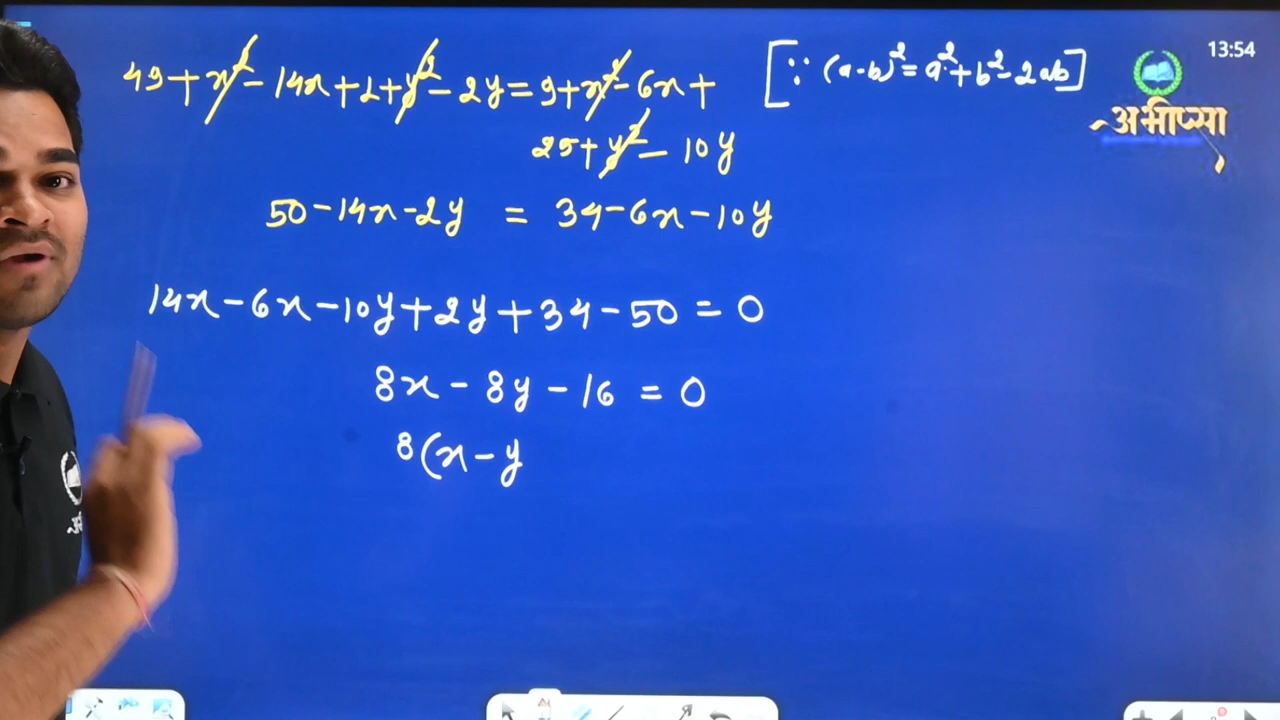 13:54
49+x²-14x+1+y²-2y=9+x²-6x+ [∵ (a-b)²=a²+b²-2ab]
25+y²-10y
अभीप्सा
50-14x-2y = 34-6x-10y
14x-6x-10y+2y+34-50=0
8x-8y-16=0
8(x-y